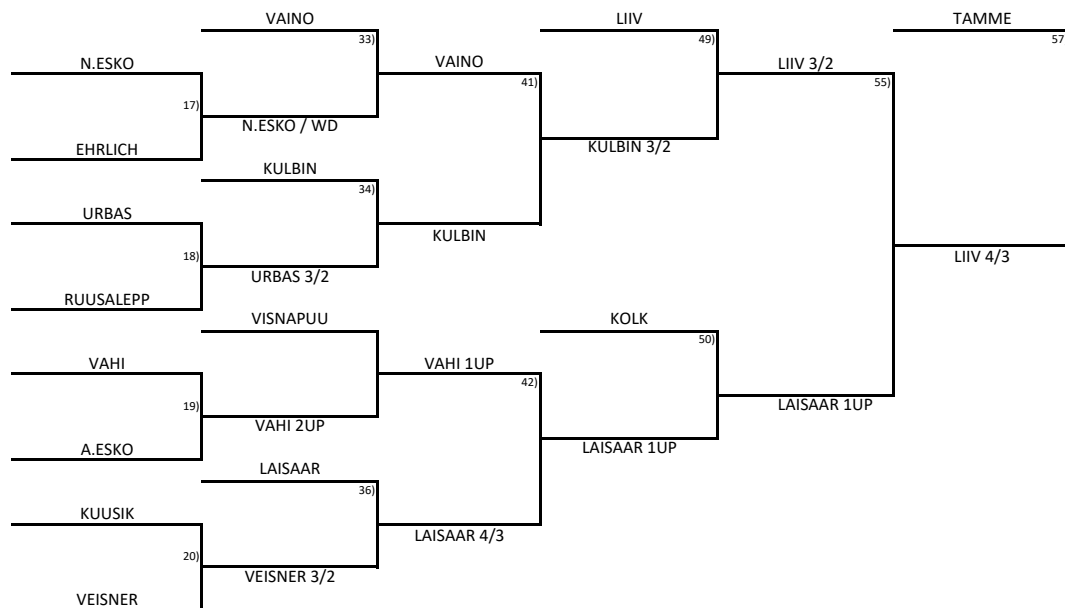 VAINO
LIIV
TAMME
33)
49)
57
N.ESKO
VAINO
LIIV 3/2
41)
55)
17)
N.ESKO / WD
KULBIN 3/2
EHRLICH
KULBIN
34)
URBAS
KULBIN
18)
LIIV 4/3
URBAS 3/2
RUUSALEPP
VISNAPUU
KOLK
50)
VAHI
VAHI 1UP
42)
19)
LAISAAR 1UP
VAHI 2UP
LAISAAR 1UP
A.ESKO
LAISAAR
36)
KUUSIK
LAISAAR 4/3
20)
VEISNER 3/2
VEISNER